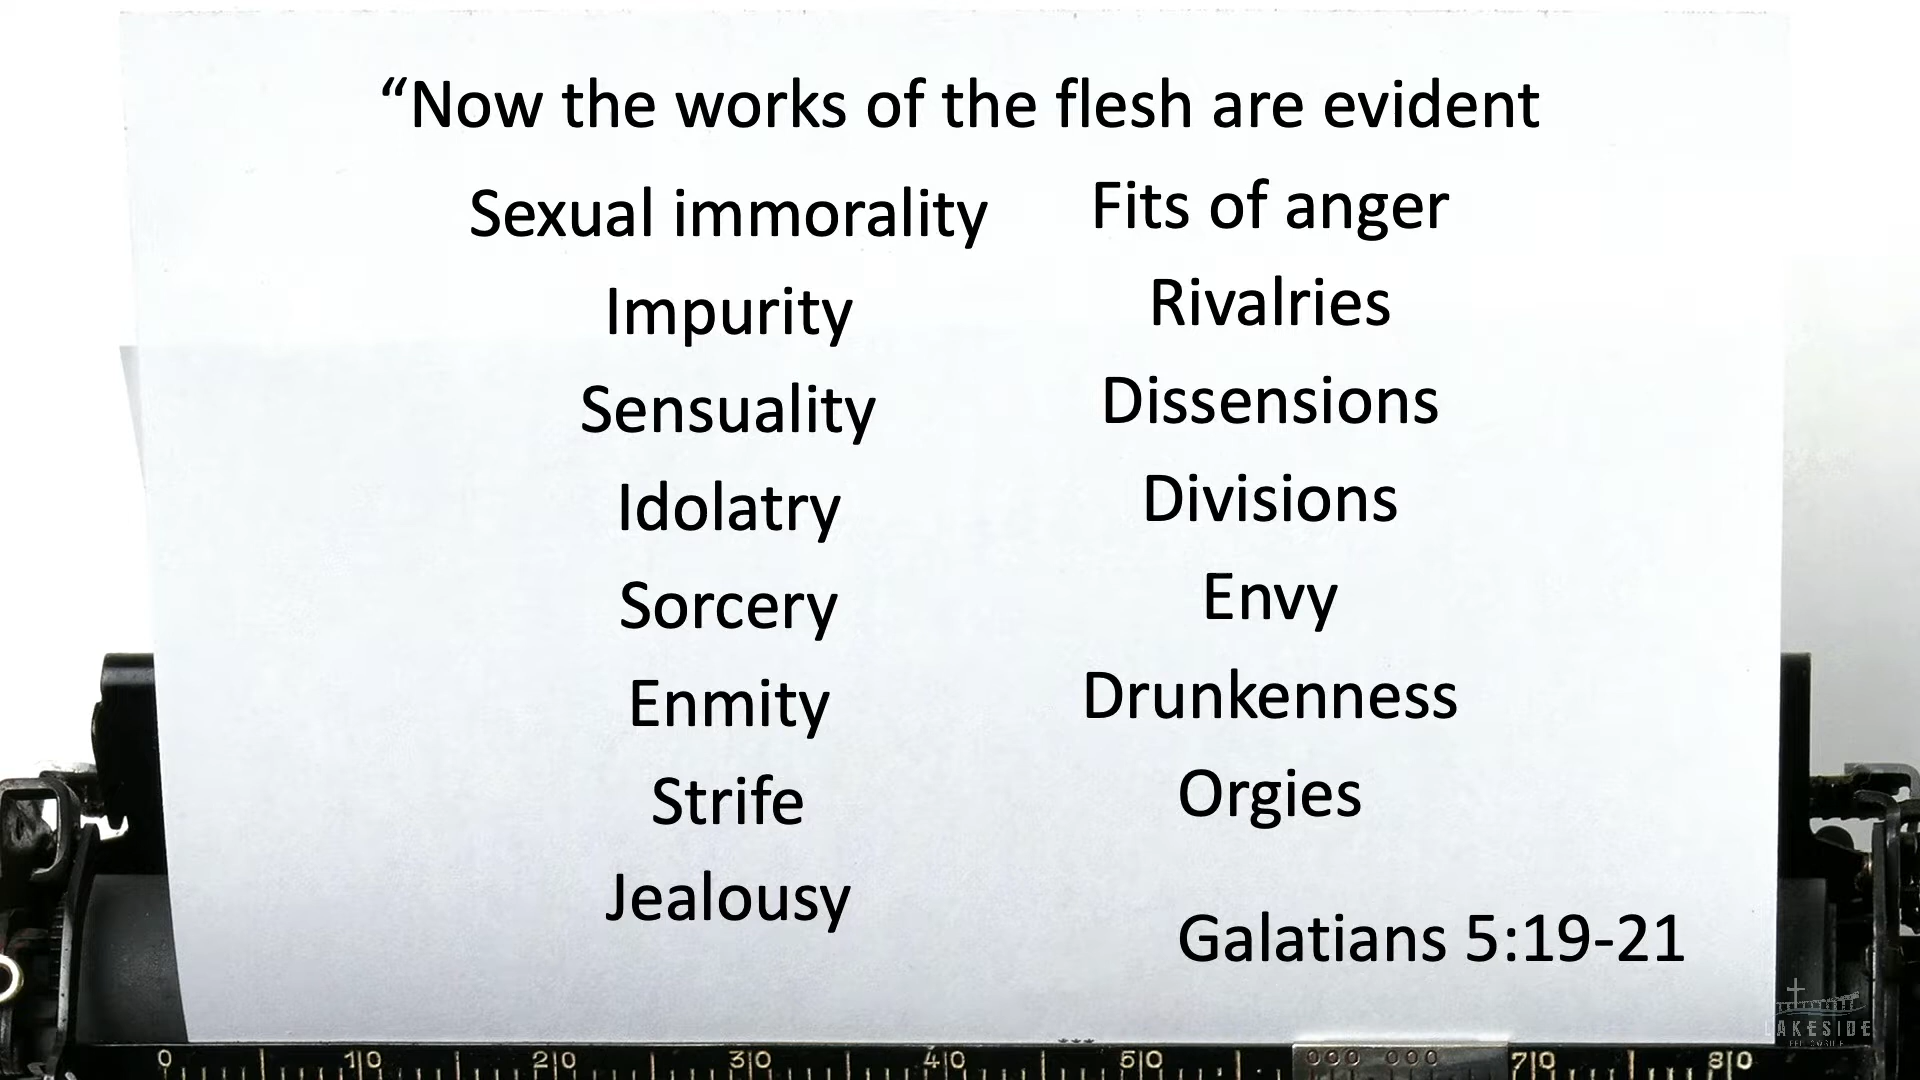 “Now the works of the flesh are evident
Sexual immorality
Impurity
Sensuality
Idolatry
Sorcery
Enmity
Strife
Jealousy
Fits of anger
Rivalries
Dissensions
Divisions
Envy
Drunkenness
Orgies
Galatians 5:19-21
LAKESIDE
0 10 20 30 40 50 000 000 70 80